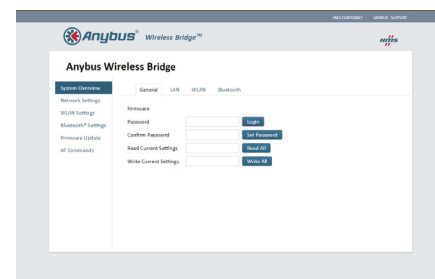 HMS CORPORATE ANYBUS SUPPORT
Anybus® Wireless Bridge™
HMS
Anybus Wireless Bridge
System Overview
Network Settings
WLAN Settings
Bluetooth® Settings
Firmware Update
AT Commands
General LAN WLAN Bluetooth
Firmware
Password Login
Confirm Password Set Password
Read Current Settings Read All
Write Current Settings Write All